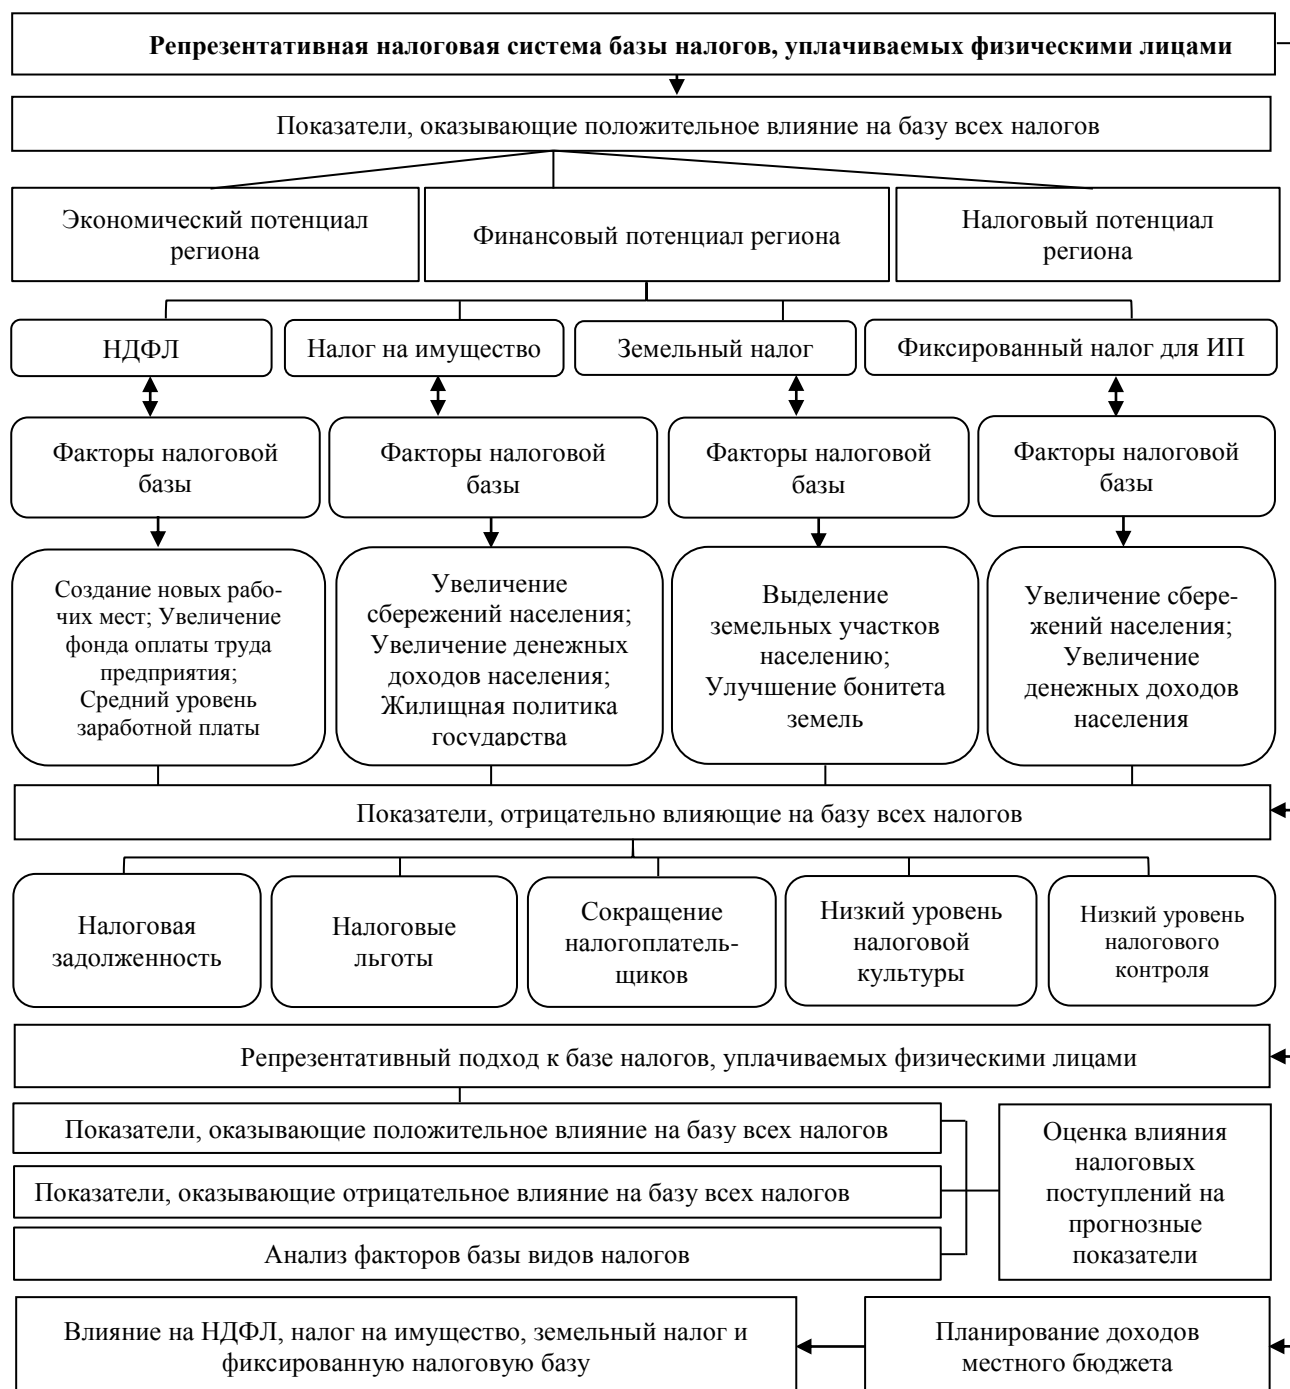 Репрезентативная налоговая система базы налогов, уплачиваемых физическими лицами
Показатели, оказывающие положительное влияние на базу всех налогов
Экономический потенциал
региона
Финансовый потенциал региона
Налоговый потенциал
региона
НДФЛ
Налог на имущество
Земельный налог
Фиксированный налог для ИП
Факторы налоговой
базы
Факторы налоговой
базы
Факторы налоговой
базы
Факторы налоговой
базы
Создание новых рабо-
чих мест; Увеличение
фонда оплаты труда
предприятия;
Средний уровень
заработной платы
Увеличение
сбережений населения;
Увеличение денежных
доходов населения;
Жилищная политика
государства
Выделение
земельных участков
населению;
Улучшение бонитета
земель
Увеличение сбере-
жений населения;
Увеличение
денежных доходов
населения
Показатели, отрицательно влияющие на базу всех налогов
Налоговая
задолженность
Налоговые
льготы
Сокращение
налогоплатель-
щиков
Низкий уровень
налоговой
культуры
Низкий уровень
налогового
контроля
Репрезентативный подход к базе налогов, уплачиваемых физическими лицами
Показатели, оказывающие положительное влияние на базу всех налогов
Показатели, оказывающие отрицательное влияние на базу всех налогов
Анализ факторов базы видов налогов
Оценка влияния
налоговых
поступлений на
прогнозные
показатели
Влияние на НДФЛ, налог на имущество, земельный налог и
фиксированную налоговую базу
Планирование доходов
местного бюджета